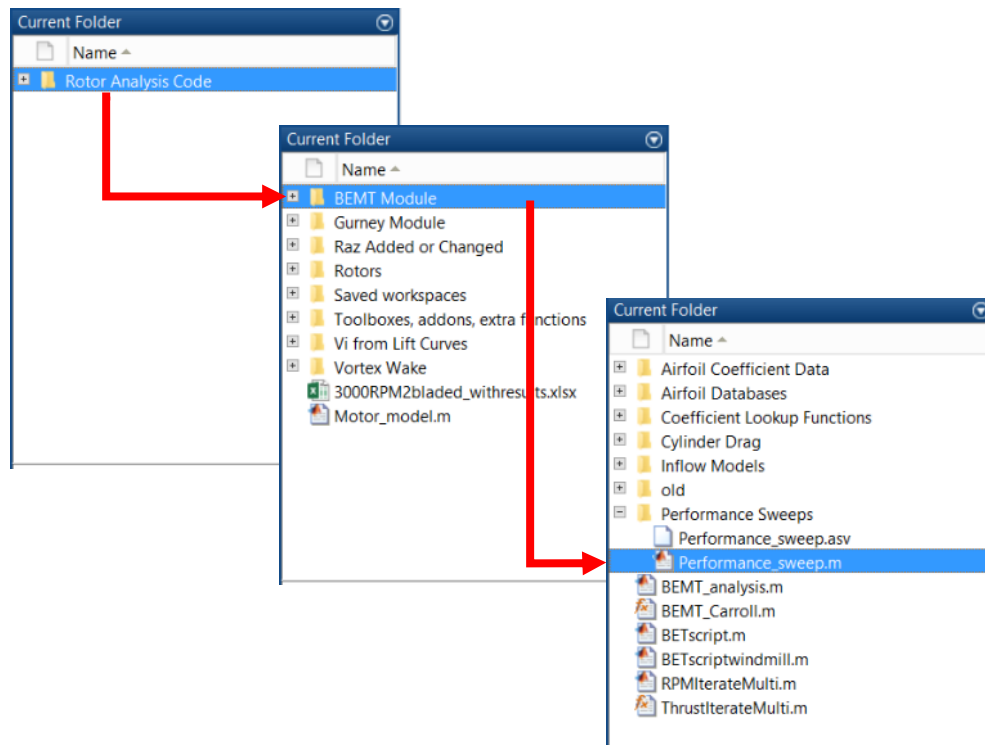 Current Folder
Name
Rotor Analysis Code
Current Folder
Name
BEMT Module
Gurney Module
Raz Added or Changed
Rotors
Saved workspaces
Toolboxes, addons, extra functions
Vi from Lift Curves
Vortex Wake
3000RPM2bladed_withresults.xlsx
Motor_model.m
Current Folder
Name
Airfoil Coefficient Data
Airfoil Databases
Coefficient Lookup Functions
Cylinder Drag
Inflow Models
old
Performance Sweeps
Performance_sweep.asv
Performance_sweep.m
BEMT_analysis.m
BEMT_Carroll.m
BETscript.m
BETscriptwindmill.m
RPMIterateMulti.m
ThrustIterateMulti.m